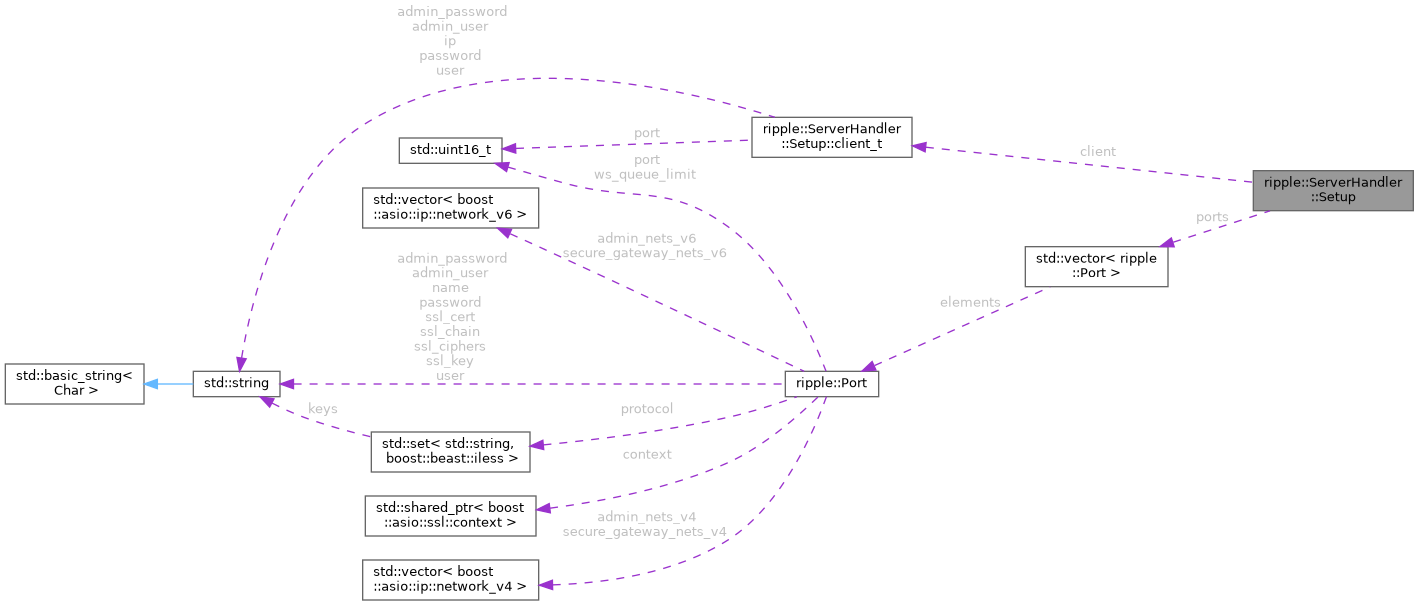 admin_password
admin_user
ip
password
user
ripple::ServerHandler
::Setup::client_t
port
std::uint16_t
client
port
ws_queue_limit
ripple::ServerHandler
::Setup
std::vector< boost
::asio::ip::network_v6 >
ports
admin_nets_v6
secure_gateway_nets_v6
std::vector< ripple
::Port >
admin_password
admin_user
name
password
ssl_cert
ssl_chain
ssl_ciphers
ssl_key
user
elements
std::basic_string<
Char >
std::string
ripple::Port
keys
protocol
std::set< std::string,
boost::beast::iless >
context
std::shared_ptr< boost
::asio::ssl::context >
admin_nets_v4
secure_gateway_nets_v4
std::vector< boost
::asio::ip::network_v4 >